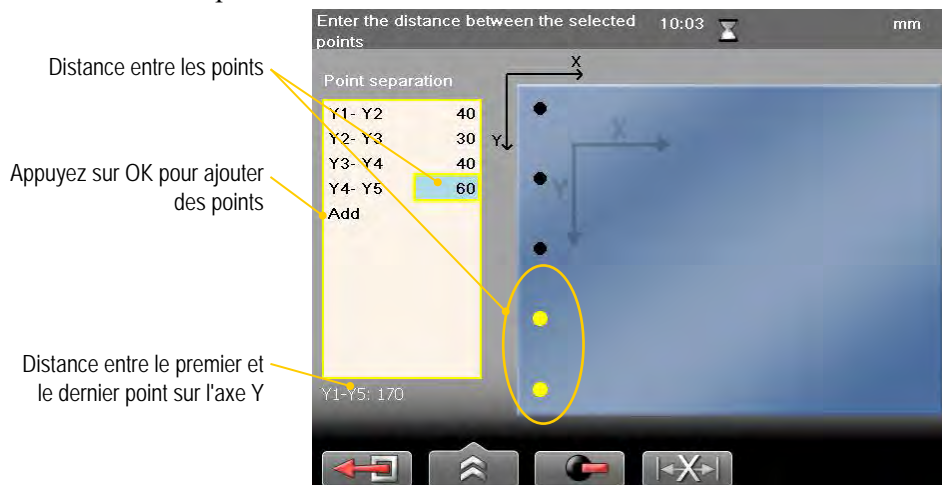 Enter the distance between the selected
points
10:03
mm
Distance entre les points
Point separation
X
Y1- Y2 40
Y2- Y3 30
Y3- Y4 40
Y4- Y5 60
Add
Y
X
Y
Appuyez sur OK pour ajouter
des points
Distance entre le premier et
le dernier point sur l'axe Y
Y1-Y5: 170
X